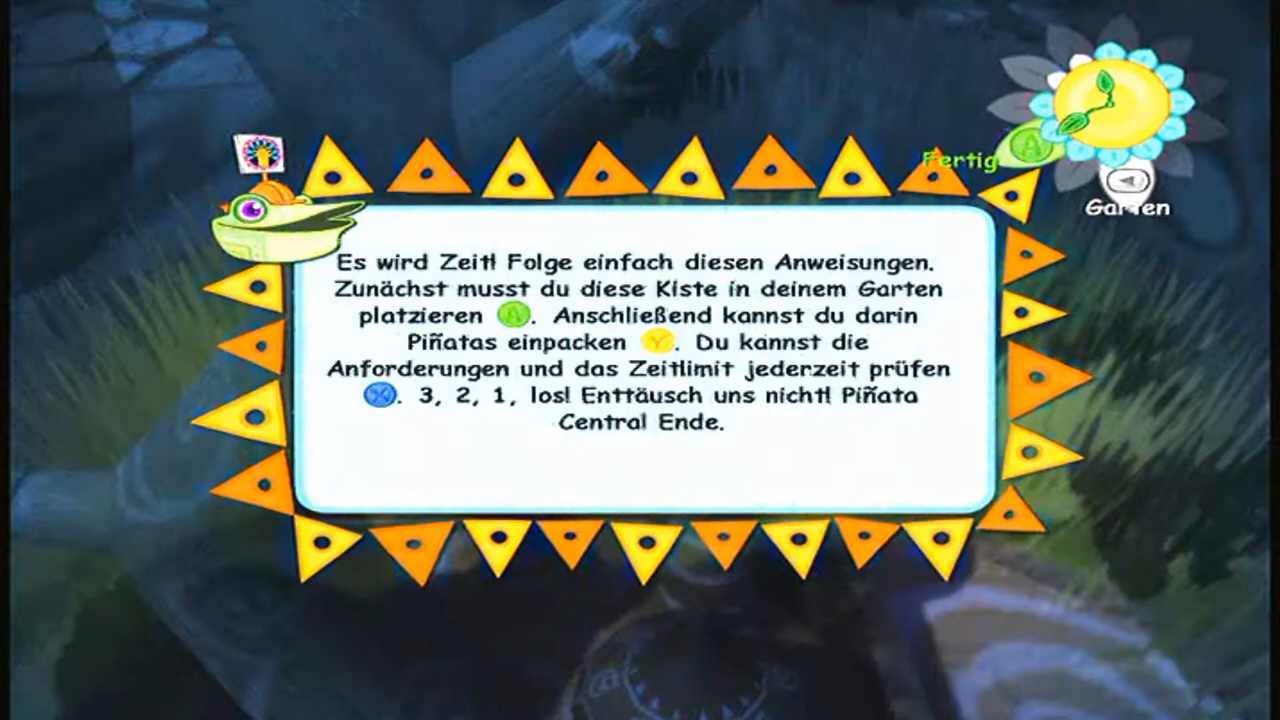 Fertig A
Garten
Es wird Zeit! Folge einfach diesen Anweisungen.
Zunächst musst du diese Kiste in deinem Garten
platzieren A. Anschließend kannst du darin
Piñatas einpacken Y. Du kannst die
Anforderungen und das Zeitlimit jederzeit prüfen
X. 3, 2, 1, los! Enttäusch uns nicht! Piñata
Central Ende.